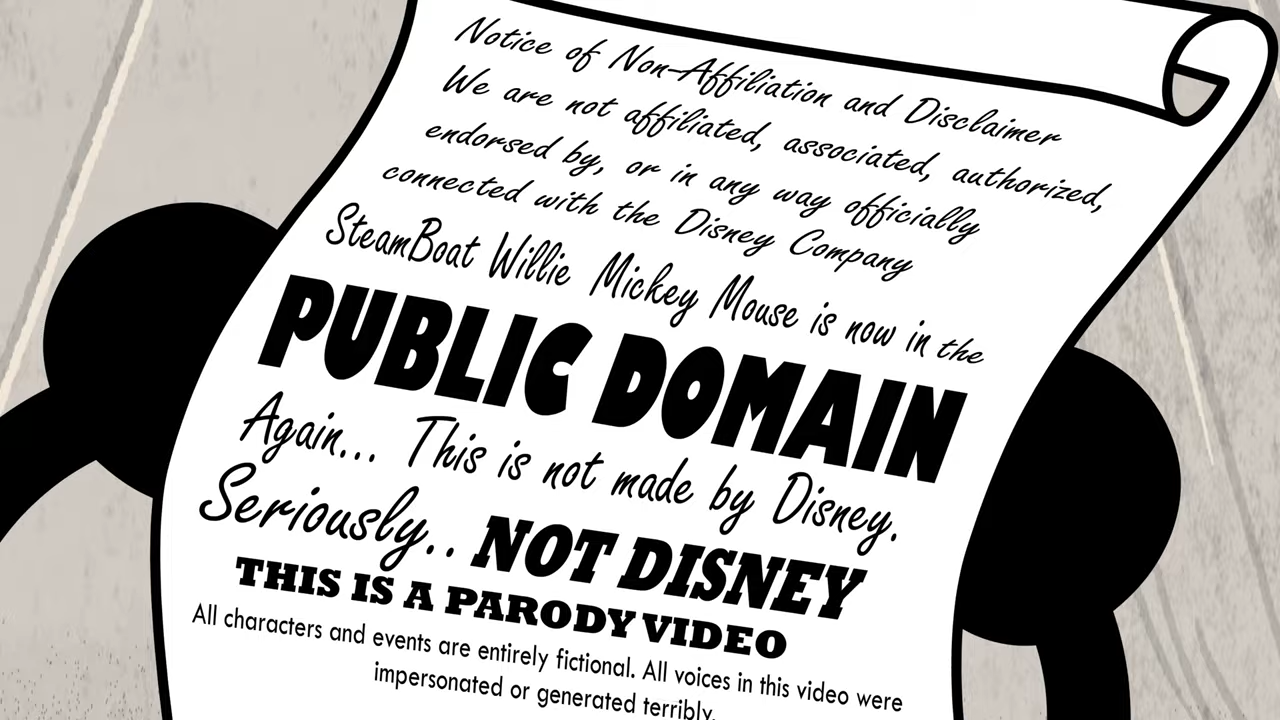 Notice of Non-Affiliation and Disclaimer
We are not affiliated, associated, authorized,
endorsed by, or in any way officially
connected with the Disney Company
SteamBoat Willie Mickey Mouse is now in the
PUBLIC DOMAIN
Again... This is not made by Disney.
Seriously.. NOT DISNEY
THIS IS A PARODY VIDEO
All characters and events are entirely fictional. All voices in this video were
impersonated or generated terribly.